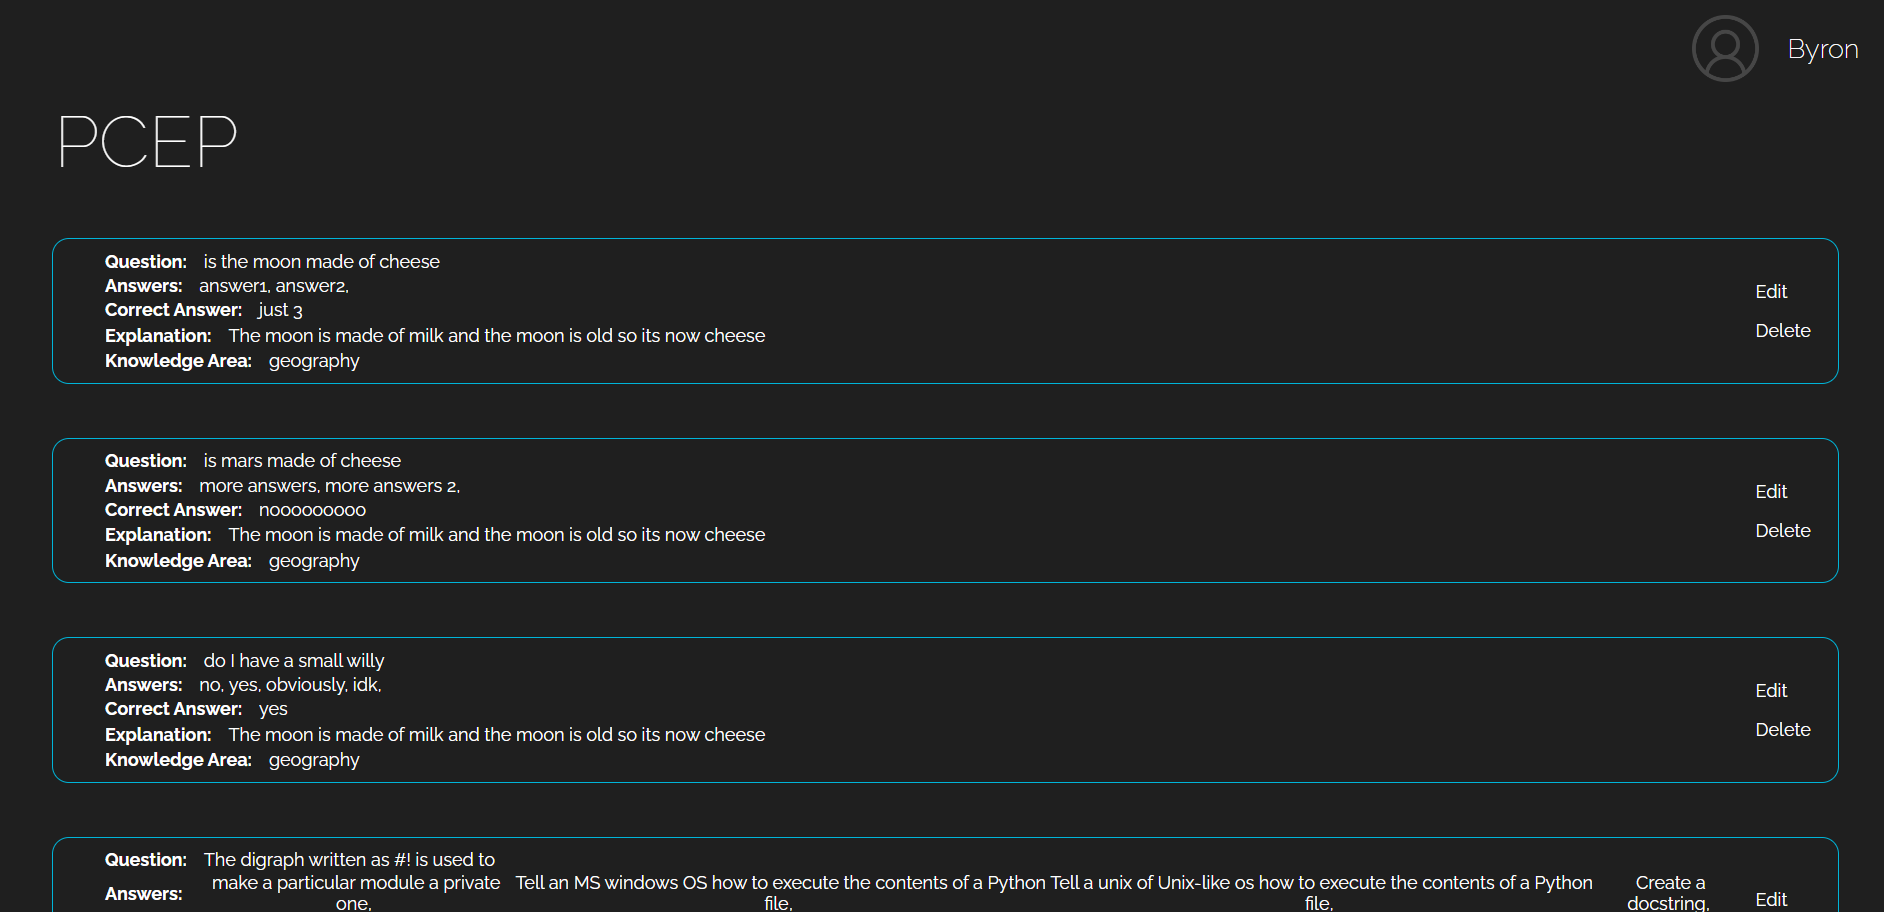 Byron
PCEP
Question: is the moon made of cheese
Answers: answer1, answer2,
Correct Answer: just 3
Explanation: The moon is made of milk and the moon is old so its now cheese
Knowledge Area: geography
Edit
Delete
Question: is mars made of cheese
Answers: more answers, more answers 2,
Correct Answer: nooooooooo
Explanation: The moon is made of milk and the moon is old so its now cheese
Knowledge Area: geography
Edit
Delete
Question: do I have a small willy
Answers: no, yes, obviously, idk,
Correct Answer: yes
Explanation: The moon is made of milk and the moon is old so its now cheese
Knowledge Area: geography
Edit
Delete
Question: The digraph written as #! is used to
Answers:
make a particular module a private
one,
Tell an MS windows OS how to execute the contents of a Python
file,
Tell a unix of Unix-like os how to execute the contents of a Python
file,
Create a
docstring,
Edit